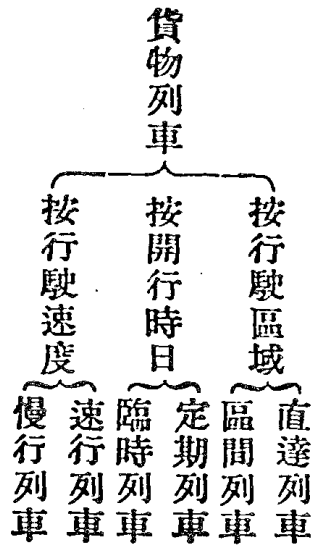 貨物列車
按行駛區域
直達列車
區間列車
按開行時日
定期列車
臨時列車
按行駛速度
速行列車
慢行列車